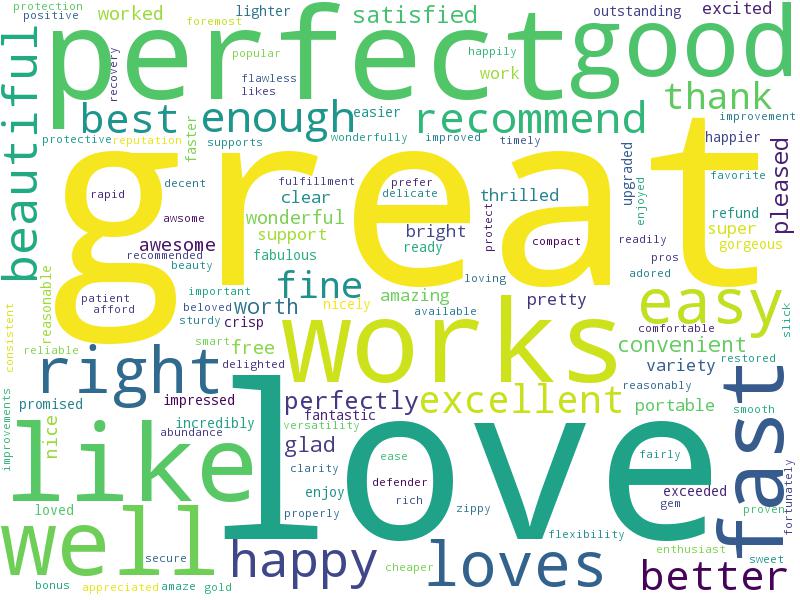 protection
positive
worked
foremost
lighter
satisfied
outstanding
excited
perfect
good
popular
happily
work
flawless
likes
recovery
beautiful
thank
best
enough
easier
recommend
improvement
protective
reputation
faster
supports
wonderfully
improved
timely
happier
great
rapid
decent
fulfillment
prefer
delicate
thrilled
upgraded
enjoyed
favorite
pleased
awsome
clear
wonderful
support
bright
ready
protect
compact
readily
refund
super
gorgeous
awesome
recommended
beauty
fabulous
pros
adored
patient
afford
important
fine
loving
beloved
worth
nicely
amazing
available
pretty
easy
sturdy
crisp
reasonable
consistent
reliable
smart
free
works
comfortable
convenient
slick
right
delighted
variety
restored
promised
impressed
perfectly
excellent
reasonably
portable
smooth
fantastic
improvements
nice
incredibly
abundance
versatility
glad
like
love
fast
ease
fairly
clarity
defender
enjoy
rich
exceeded
gem
proven
fortunately
loved
properly
zippy
well
flexibility
enthusiast
secure
happy
loves
sweet
cheaper
better
bonus
appreciated
amaze
gold